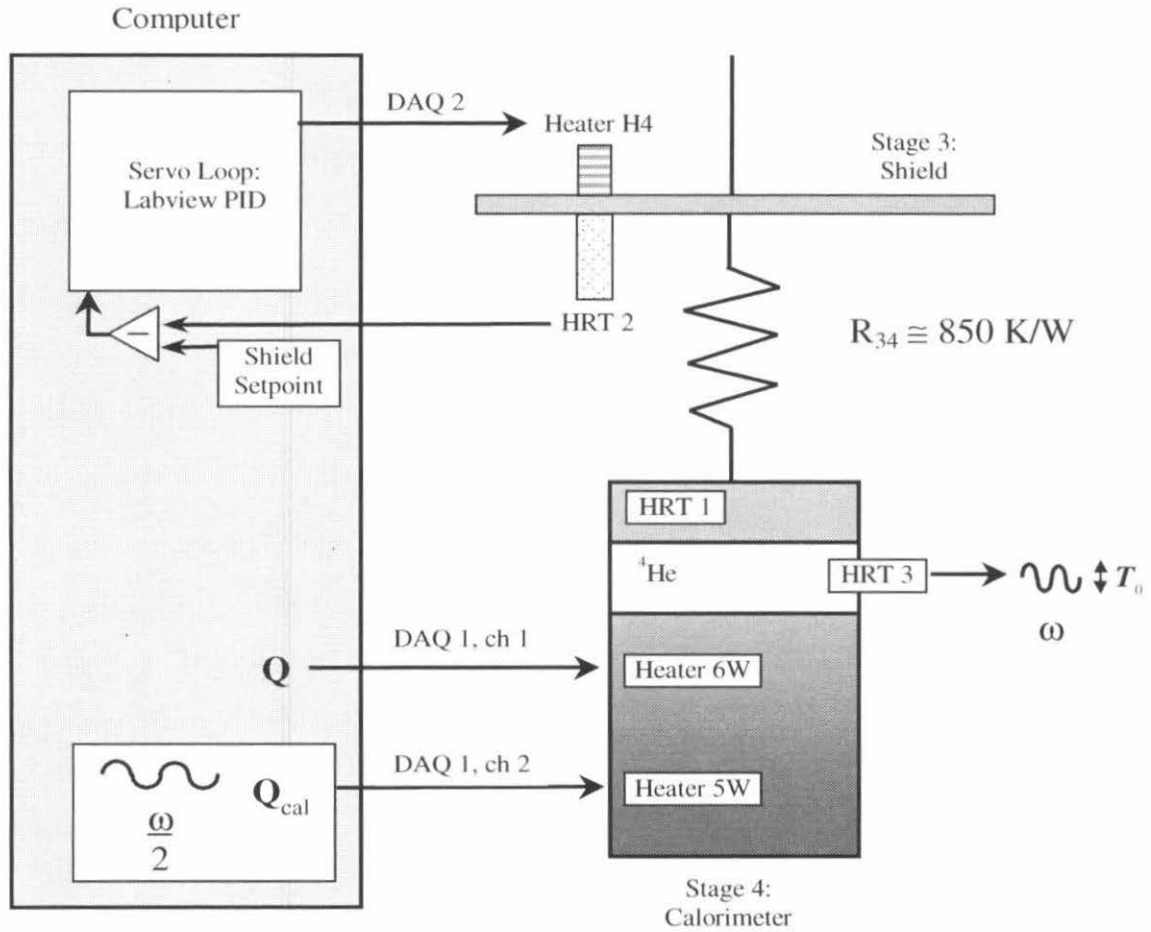 Computer
DAQ 2
Servo Loop:
Labview PID
Heater H4
Stage 3:
Shield
HRT 2
Shield
Setpoint
−
R₃₄ ≅ 850 K/W
HRT 1
⁴He
HRT 3
T₀
ω
DAQ 1, ch 1
Q
Heater 6W
DAQ 1, ch 2
Q_cal
ω
2
Heater 5W
Stage 4:
Calorimeter